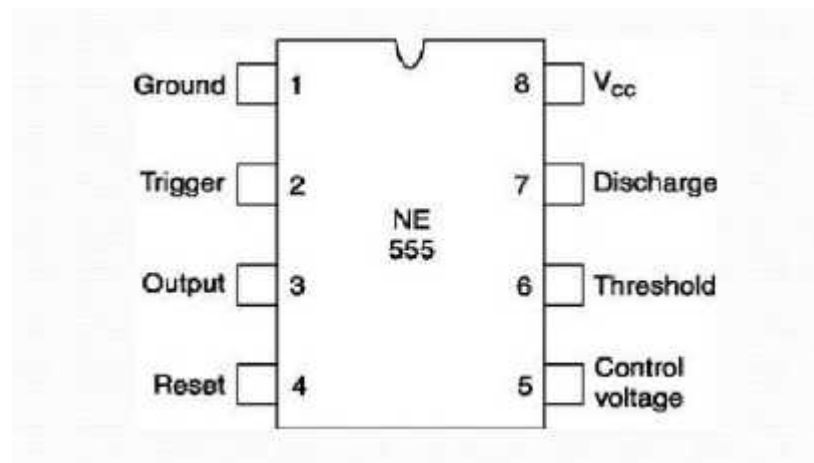 Ground 1 8 Vcc
Trigger 2 7 Discharge
NE
555
Output 3 6 Threshold
Reset 4 5 Control
voltage